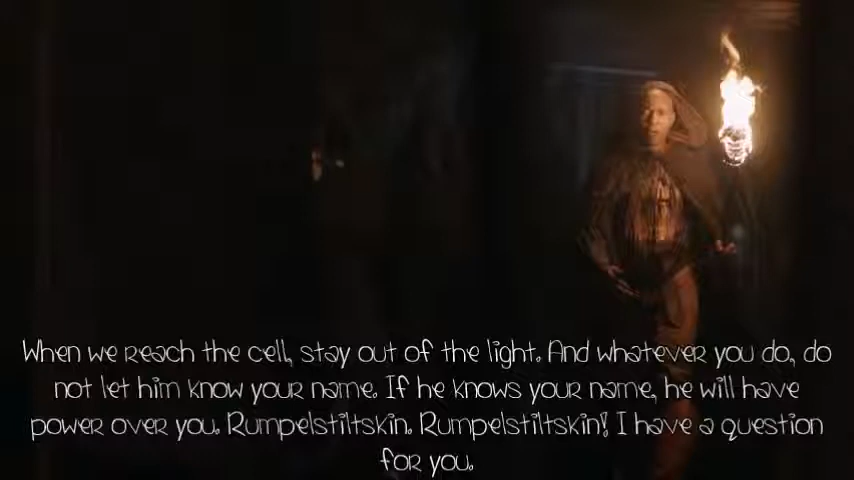 When we reach the cell, stay out of the light. And whatever you do, do
not let him know your name. If he knows your name, he will have
power over you. Rumpelstiltskin. Rumpelstiltskin! I have a question
for you.